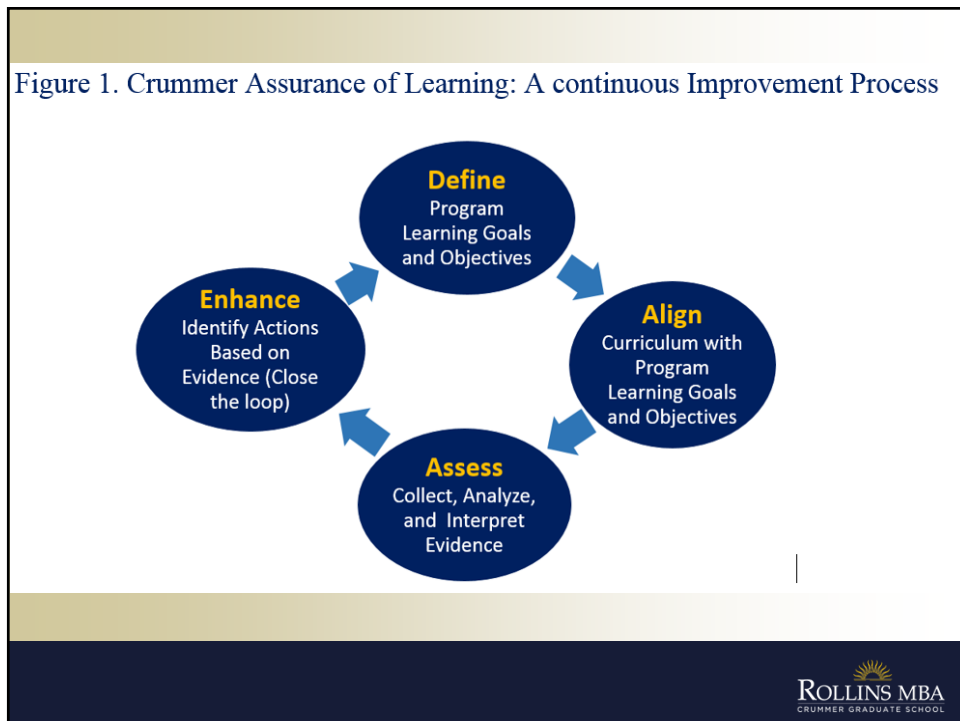 Figure 1. Crummer Assurance of Learning: A continuous Improvement Process
Define
Program
Learning Goals
and Objectives
Align
Curriculum with
Program
Learning Goals
and Objectives
Assess
Collect, Analyze,
and Interpret
Evidence
Enhance
Identify Actions
Based on
Evidence (Close
the loop)
ROLLINS MBA
CRUMMER GRADUATE SCHOOL